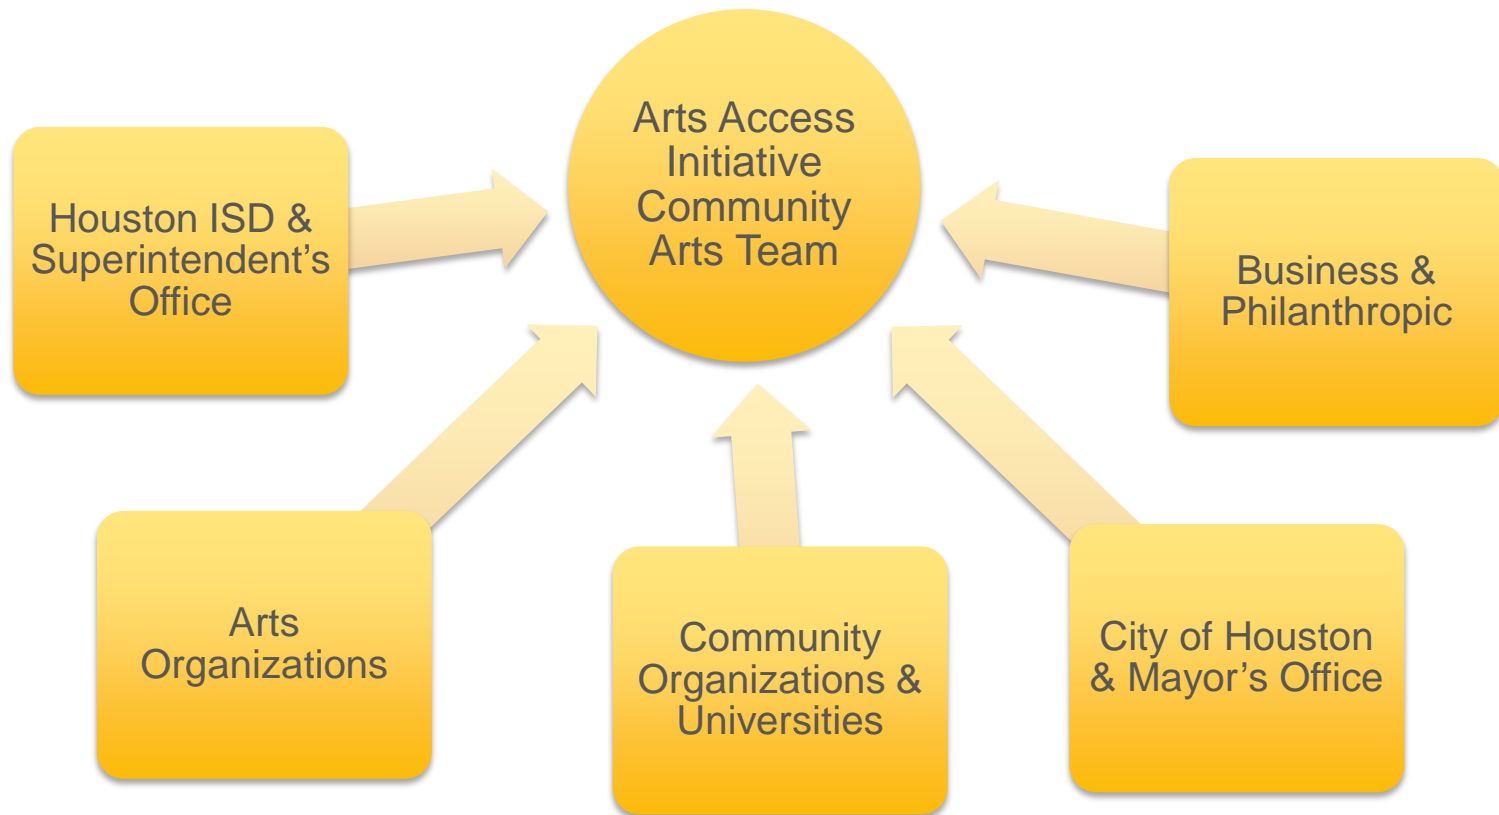 Arts Access
Initiative
Community
Arts Team
Houston ISD &
Superintendent’s
Office
Business &
Philanthropic
Arts
Organizations
Community
Organizations &
Universities
City of Houston
& Mayor’s Office